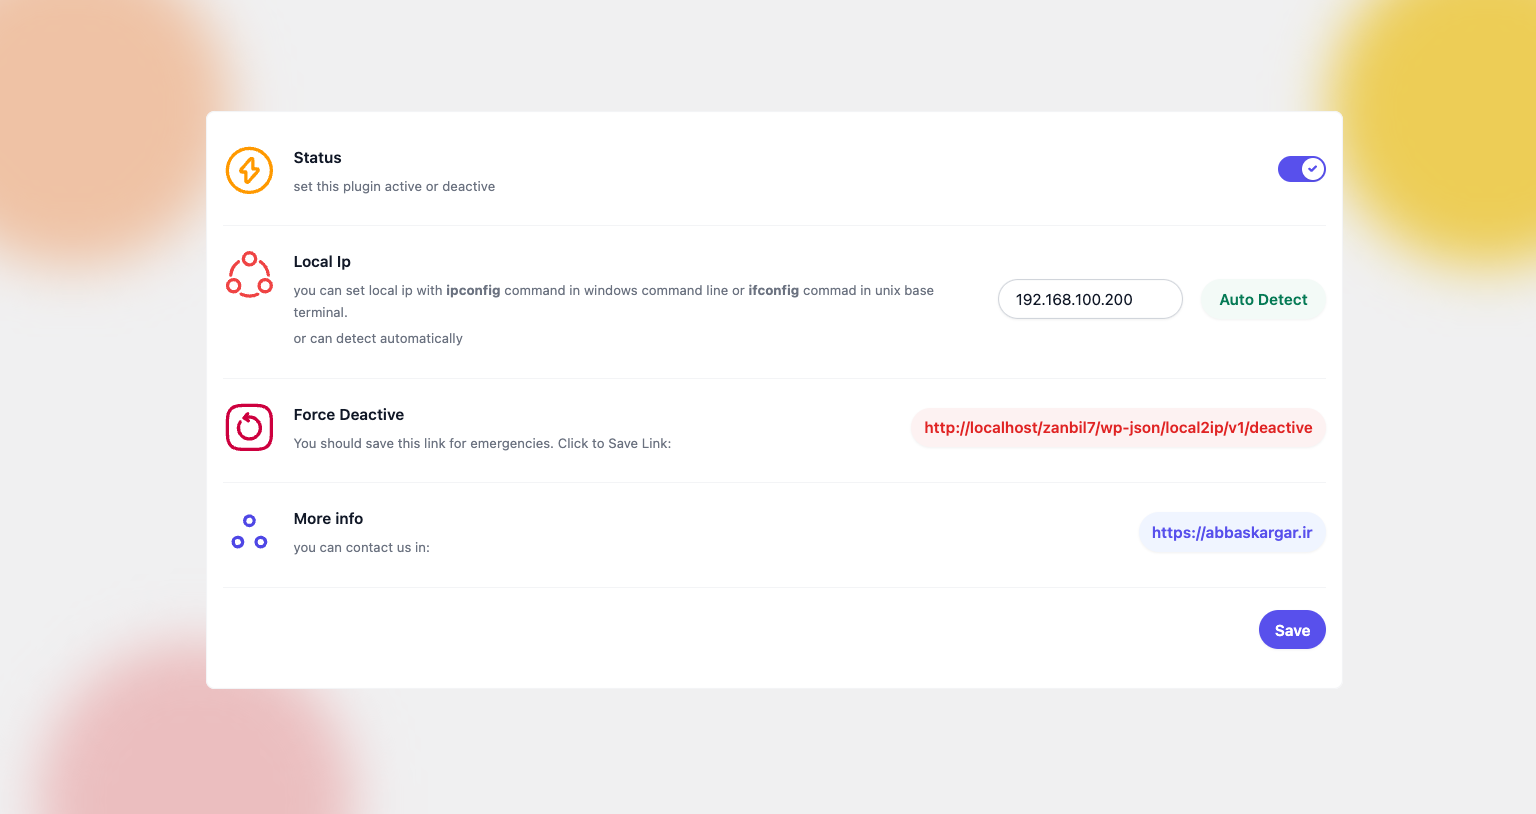 Status
set this plugin active or deactive
Local Ip
you can set local ip with ipconfig command in windows command line or ifconfig commad in unix base
terminal.
or can detect automatically
192.168.100.200
Auto Detect
Force Deactive
You should save this link for emergencies. Click to Save Link:
http://localhost/zanbil7/wp-json/local2ip/v1/deactive
More info
you can contact us in:
https://abbaskargar.ir
Save